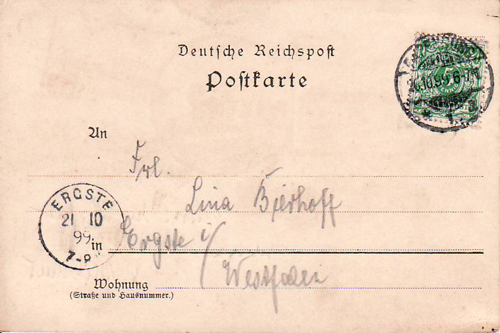 Deutsche Reichspost
Postkarte
An
Frl.
Lina Bierhoff
ERGSTE
21 10
99
7-8
in
Ergste i/
Westfalen
Wohnung
(Straße und Hausnummer.)